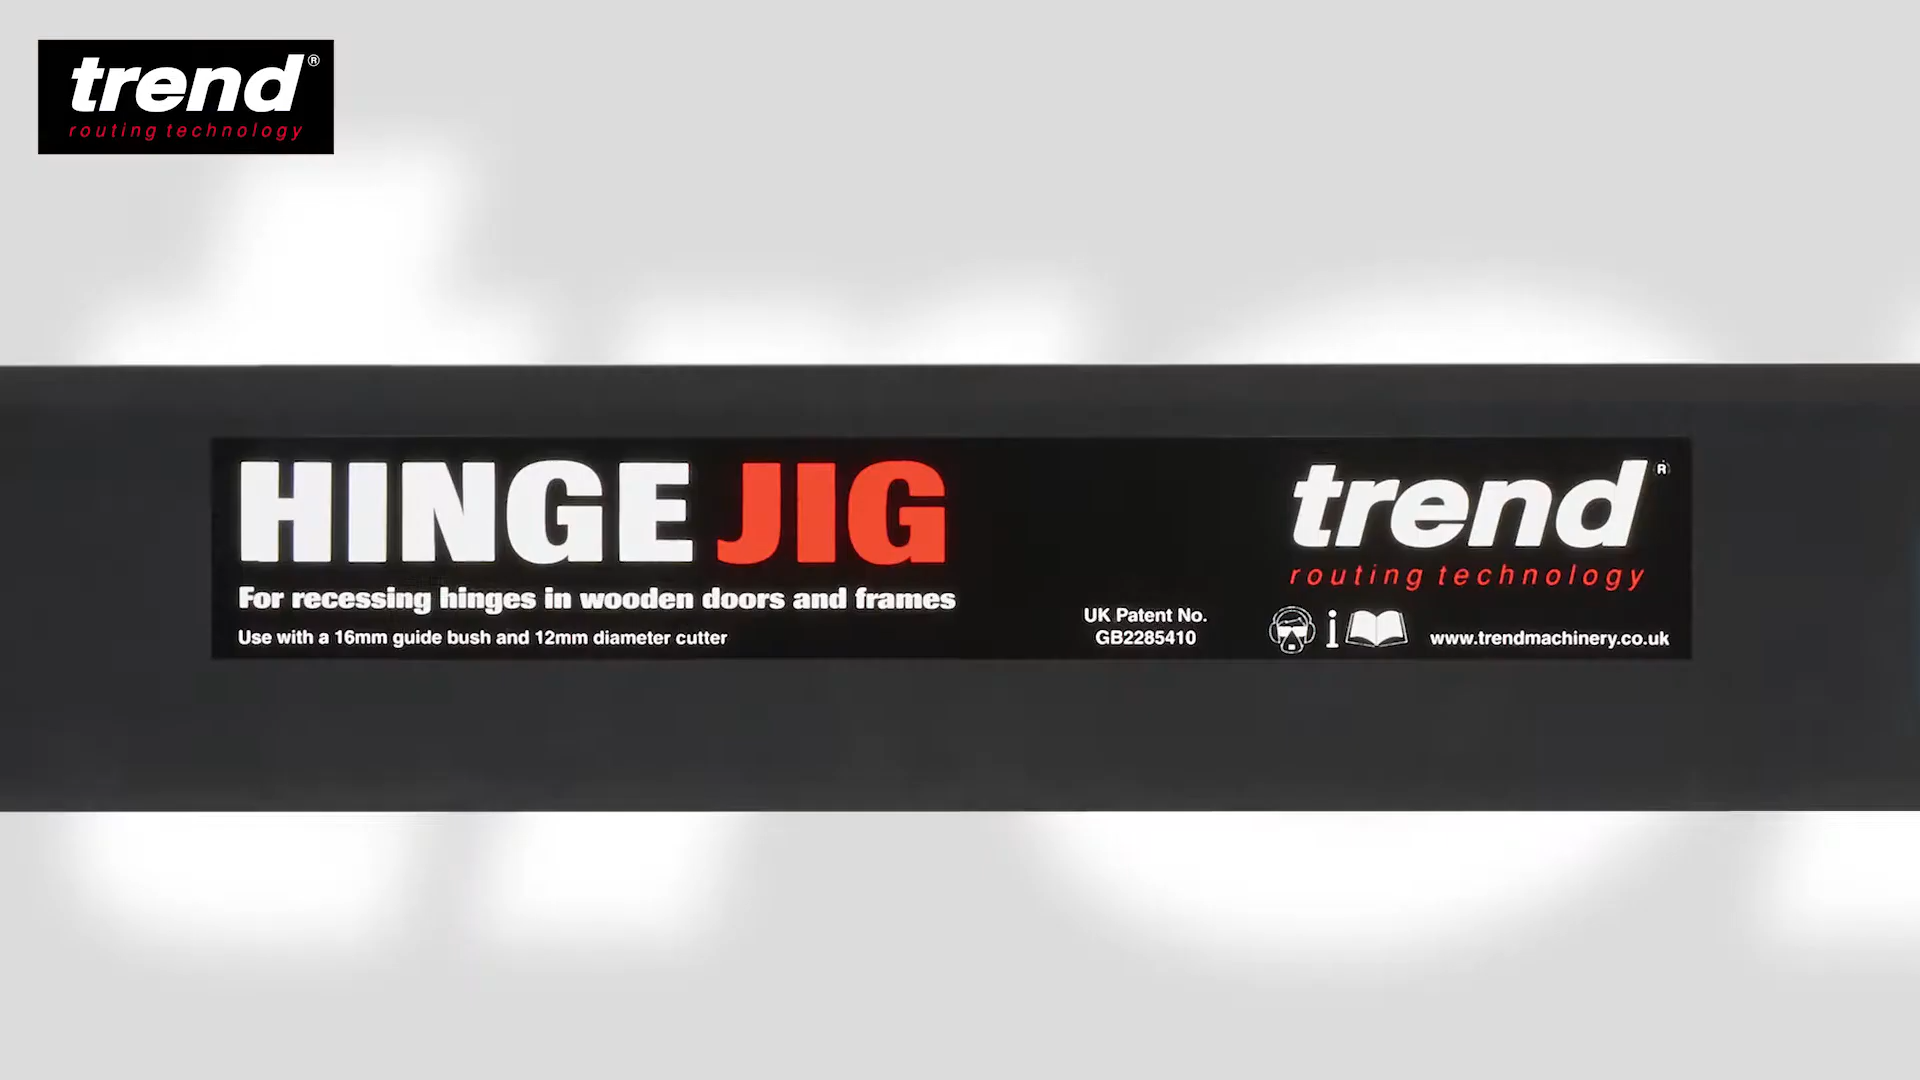 trend®
routing technology
HINGE JIG
For recessing hinges in wooden doors and frames
Use with a 16mm guide bush and 12mm diameter cutter
UK Patent No.
GB2285410
trend®
routing technology
i
www.trendmachinery.co.uk